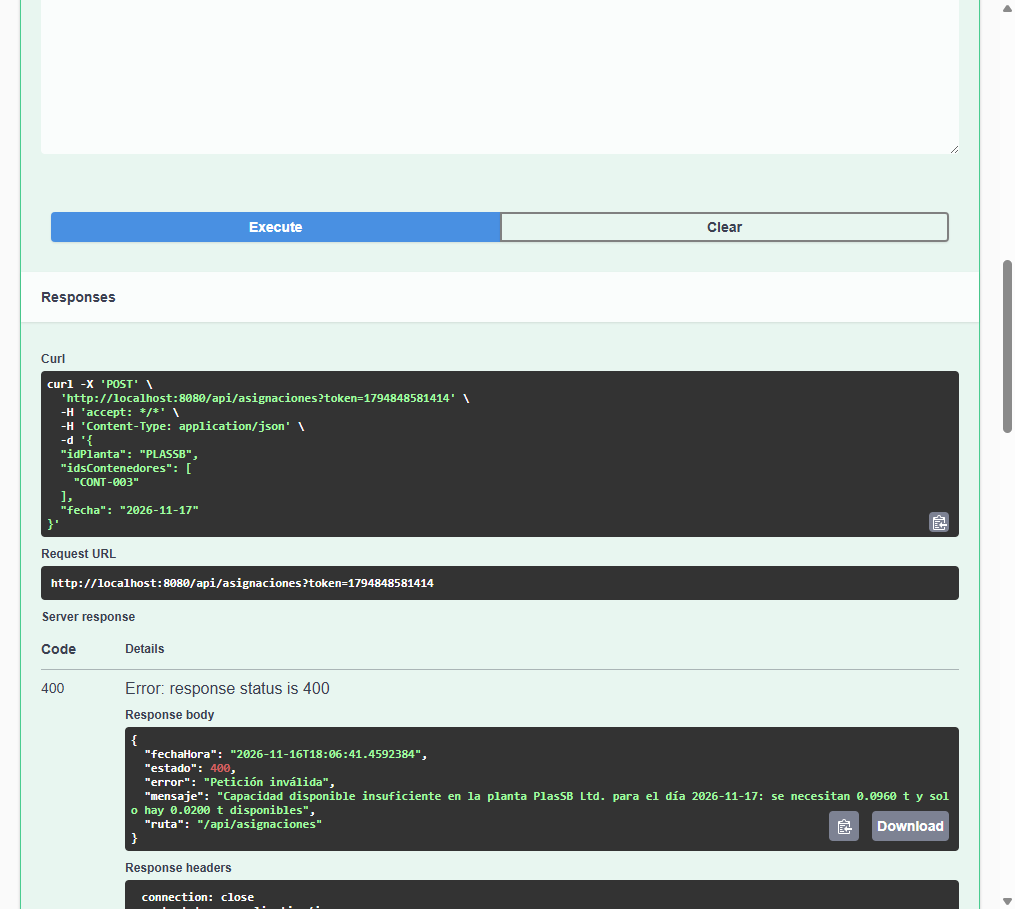 Execute
Clear
Responses
Curl
curl -X 'POST' \
  'http://localhost:8080/api/asignaciones?token=1794848581414' \
  -H 'accept: */*' \
  -H 'Content-Type: application/json' \
  -d '{
  "idPlanta": "PLASSB",
  "idsContenedores": [
    "CONT-003"
  ],
  "fecha": "2026-11-17"
}'
Request URL
http://localhost:8080/api/asignaciones?token=1794848581414
Server response
Code
Details
400
Error: response status is 400
Response body
{
  "fechaHora": "2026-11-16T18:06:41.4592384",
  "estado": 400,
  "error": "Petición inválida",
  "mensaje": "Capacidad disponible insuficiente en la planta PlasSB Ltd. para el día 2026-11-17: se necesitan 0.0960 t y sol
o hay 0.0200 t disponibles",
  "ruta": "/api/asignaciones"
}
Download
Response headers
connection: close